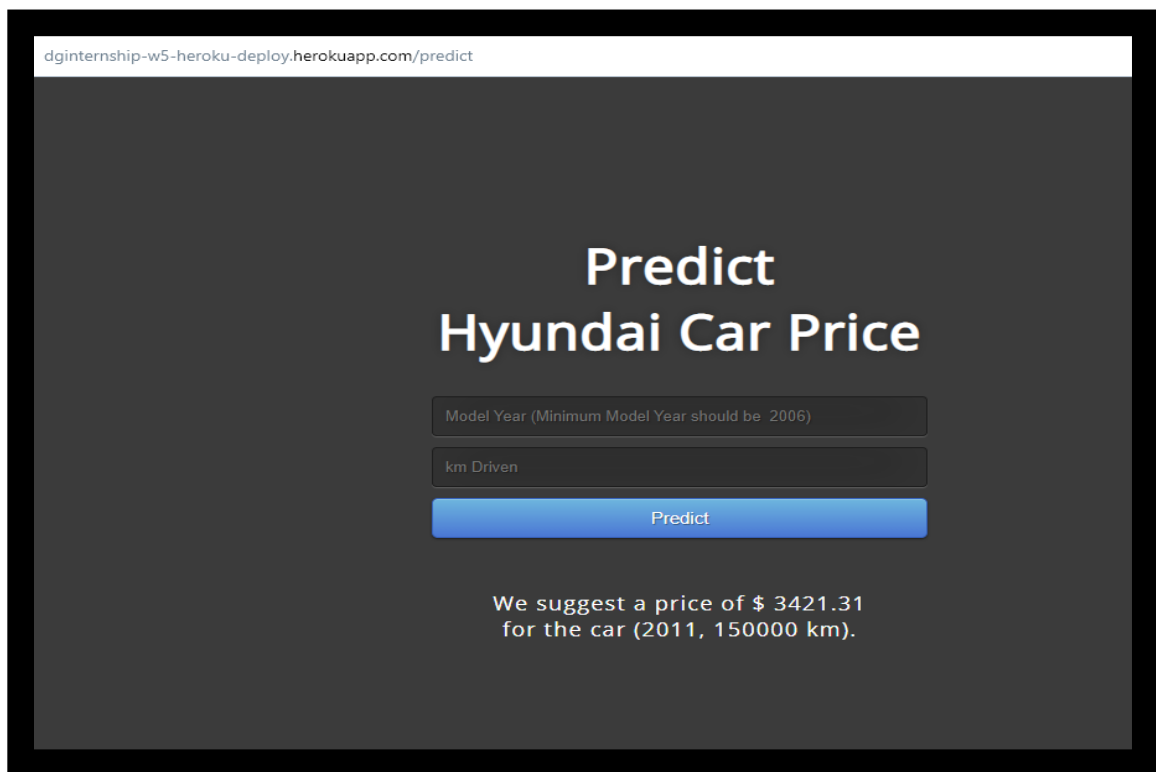 dginternship-w5-heroku-deploy.herokuapp.com/predict
Predict
Hyundai Car Price
Model Year (Minimum Model Year should be 2006)
km Driven
Predict
We suggest a price of $ 3421.31
for the car (2011, 150000 km).